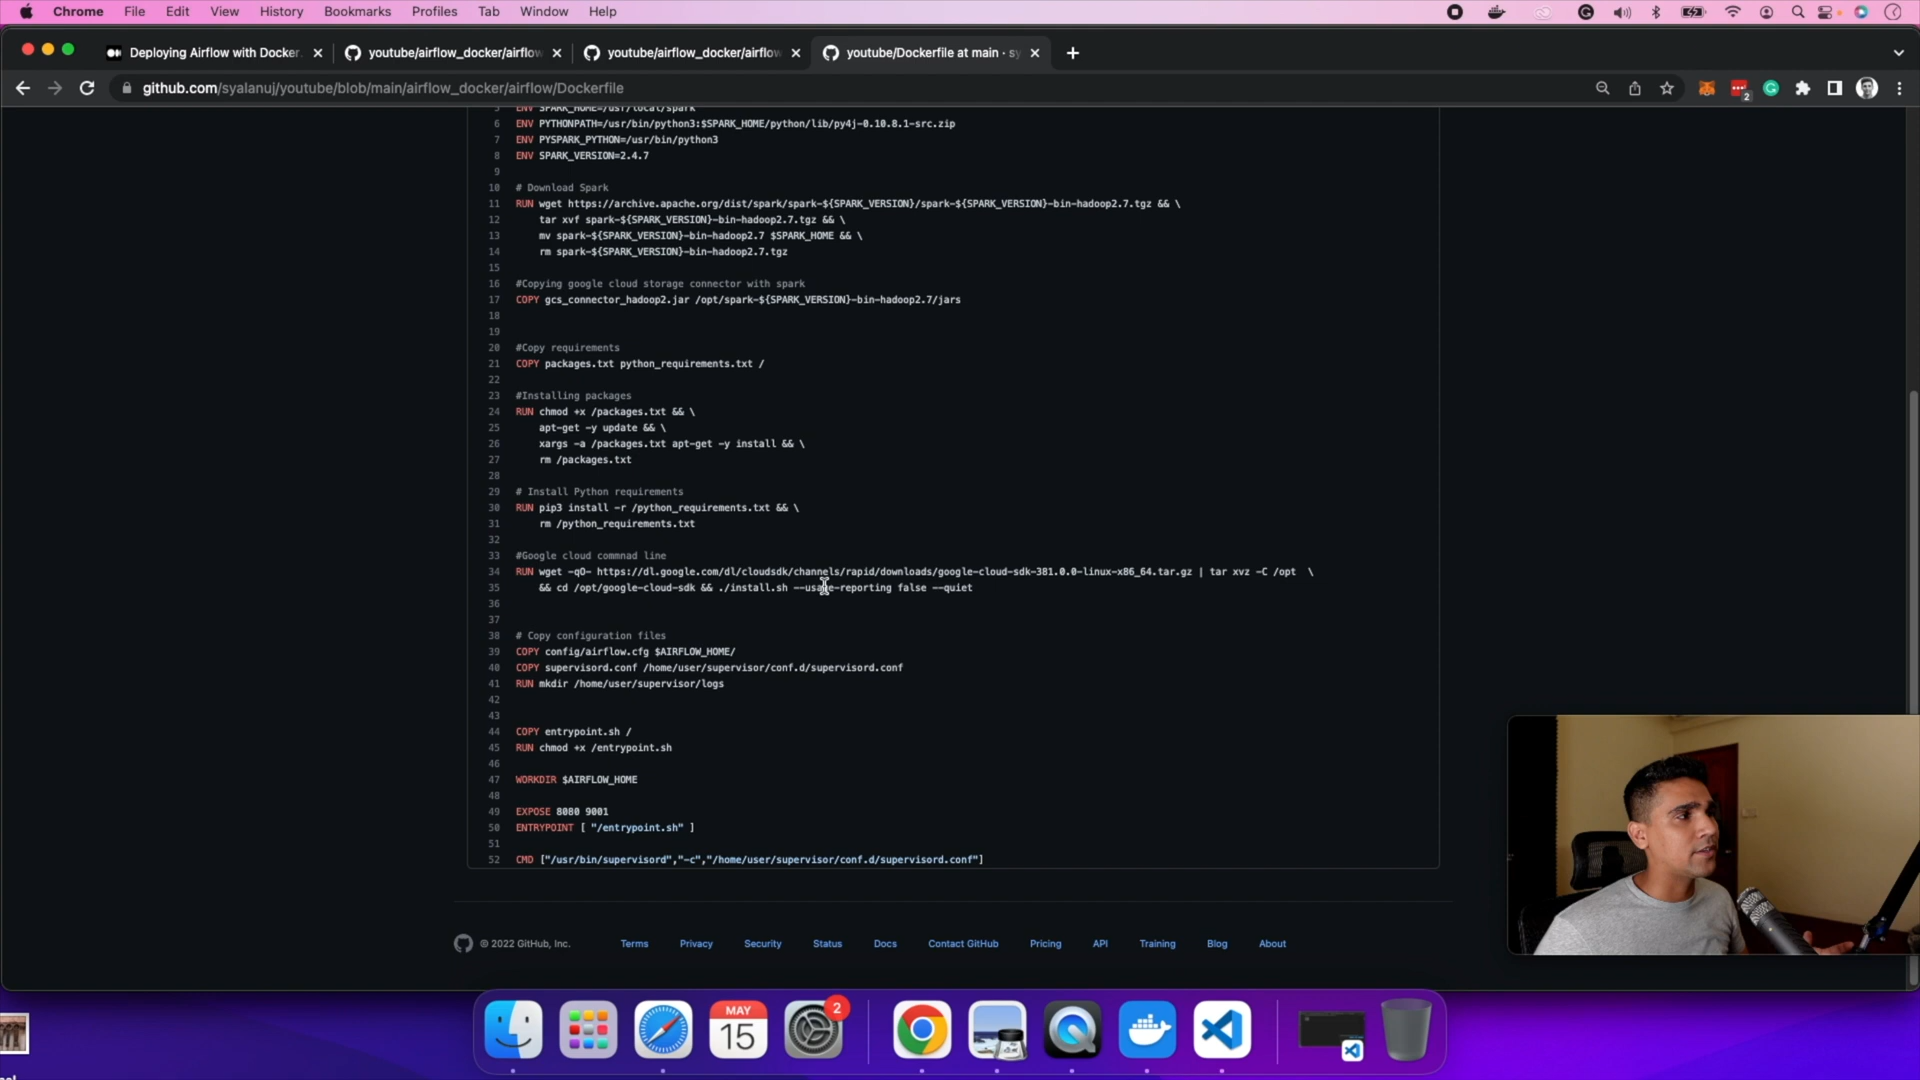 Chrome File Edit View History Bookmarks Profiles Tab Window Help
Deploying Airflow with Docker
youtube/airflow_docker/airflow
youtube/airflow_docker/airflow
youtube/Dockerfile at main · sy
github.com/syalanuj/youtube/blob/main/airflow_docker/airflow/Dockerfile
2
5 ENV SPARK_HOME=/usr/local/spark
6 ENV PYTHONPATH=/usr/bin/python3:$SPARK_HOME/python/lib/py4j-0.10.8.1-src.zip
7 ENV PYSPARK_PYTHON=/usr/bin/python3
8 ENV SPARK_VERSION=2.4.7
9
10 # Download Spark
11 RUN wget https://archive.apache.org/dist/spark/spark-${SPARK_VERSION}/spark-${SPARK_VERSION}-bin-hadoop2.7.tgz && \
12 tar xvf spark-${SPARK_VERSION}-bin-hadoop2.7.tgz && \
13 mv spark-${SPARK_VERSION}-bin-hadoop2.7 $SPARK_HOME && \
14 rm spark-${SPARK_VERSION}-bin-hadoop2.7.tgz
15
16 #Copying google cloud storage connector with spark
17 COPY gcs_connector_hadoop2.jar /opt/spark-${SPARK_VERSION}-bin-hadoop2.7/jars
18
19
20 #Copy requirements
21 COPY packages.txt python_requirements.txt /
22
23 #Installing packages
24 RUN chmod +x /packages.txt && \
25 apt-get -y update && \
26 xargs -a /packages.txt apt-get -y install && \
27 rm /packages.txt
28
29 # Install Python requirements
30 RUN pip3 install -r /python_requirements.txt && \
31 rm /python_requirements.txt
32
33 #Google cloud commnad line
34 RUN wget -qO- https://dl.google.com/dl/cloudsdk/channels/rapid/downloads/google-cloud-sdk-381.0.0-linux-x86_64.tar.gz | tar xvz -C /opt \
35 && cd /opt/google-cloud-sdk && ./install.sh --usage-reporting false --quiet
36
37
38 # Copy configuration files
39 COPY config/airflow.cfg $AIRFLOW_HOME/
40 COPY supervisord.conf /home/user/supervisor/conf.d/supervisord.conf
41 RUN mkdir /home/user/supervisor/logs
42
43
44 COPY entrypoint.sh /
45 RUN chmod +x /entrypoint.sh
46
47 WORKDIR $AIRFLOW_HOME
48
49 EXPOSE 8080 9001
50 ENTRYPOINT [ "/entrypoint.sh" ]
51
52 CMD ["/usr/bin/supervisord","-c","/home/user/supervisor/conf.d/supervisord.conf"]
© 2022 GitHub, Inc. Terms Privacy Security Status Docs Contact GitHub Pricing API Training Blog About
MAY
15
2